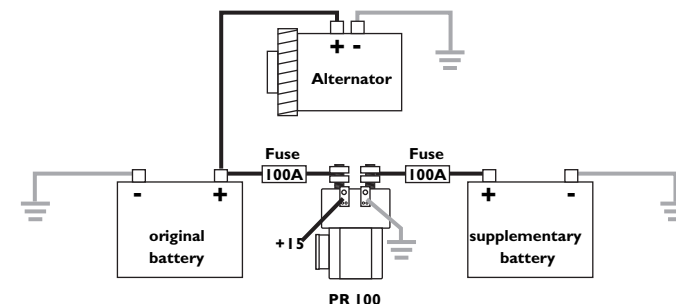 + -
Alternator
Fuse
Fuse
100A
100A
- +
+ -
original
battery
+15
supplementary
battery
PR 100